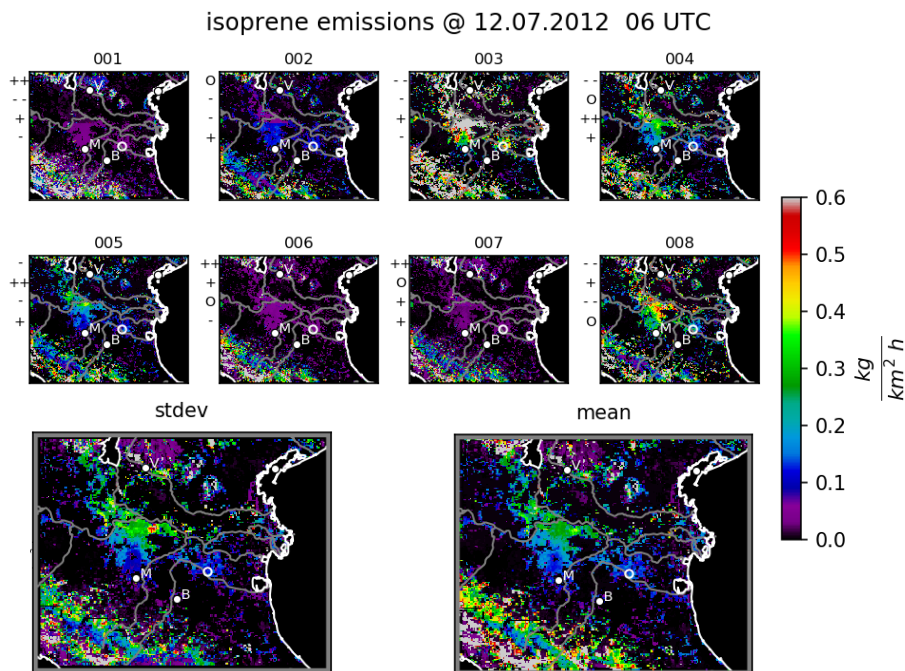 isoprene emissions @ 12.07.2012  06 UTC
001
002
003
004
++
--
+
-
V
M
B
O
-
-
+
V
M
B
--
-
+
-
V
M
B
--
O
++
+
V
M
B
005
006
007
008
-
++
-
+
V
M
B
++
+
O
-
V
M
B
++
O
+
-
V
M
B
--
+
--
O
V
M
B
stdev
mean
V
M
B
V
M
B
0.6
0.5
0.4
0.3
0.2
0.1
0.0
kg
km² h